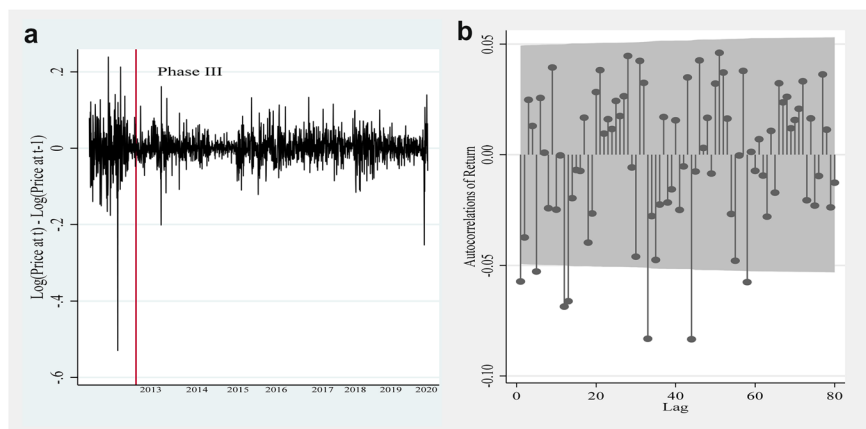 a
Log(Price at t) - Log(Price at t-1)
.2
0
-.2
-.4
-.6
Phase III
2013 2014 2015 2016 2017 2018 2019 2020
b
Autocorrelations of Return
0.05
0.00
-0.05
-0.10
0 20 40 60 80
Lag